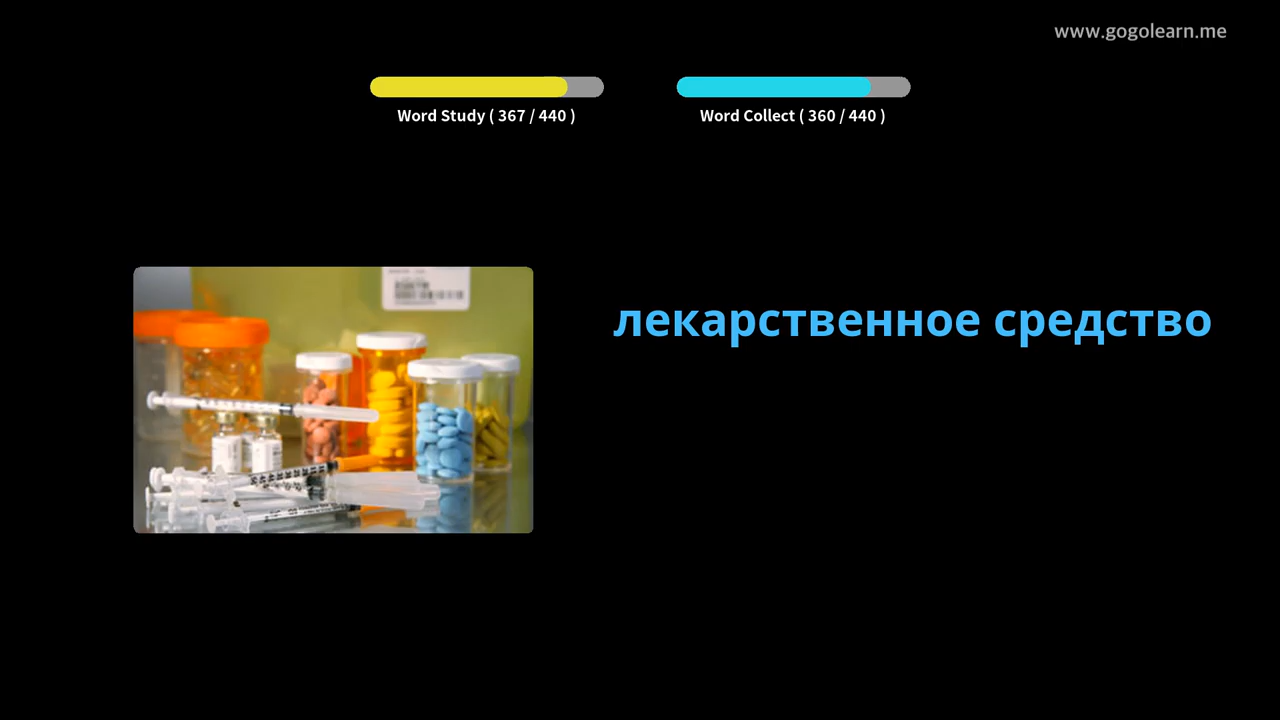 www.gogolearn.me
Word Study ( 367 / 440 )
Word Collect ( 360 / 440 )
лекарственное средство